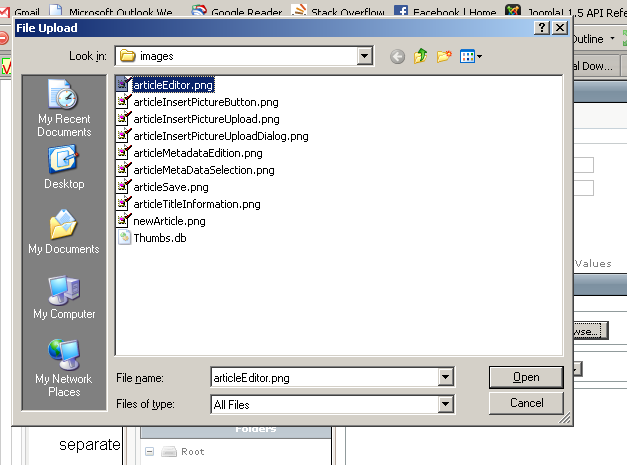 Gmail Microsoft Outlook We Google Reader Stack Overflow Facebook | Home Joomla! 1.5 API Refe
File Upload
Look in: images
Outline
al Dow...
My Recent
Documents
Desktop
My Documents
My Computer
My Network
Places
articleEditor.png
articleInsertPictureButton.png
articleInsertPictureUpload.png
articleInsertPictureUploadDialog.png
articleMetadataEdition.png
articleMetaDataSelection.png
articleSave.png
articleTitleInformation.png
newArticle.png
Thumbs.db
Values
wse...
File name: articleEditor.png Open
Files of type: All Files Cancel
Folders
separate
Root